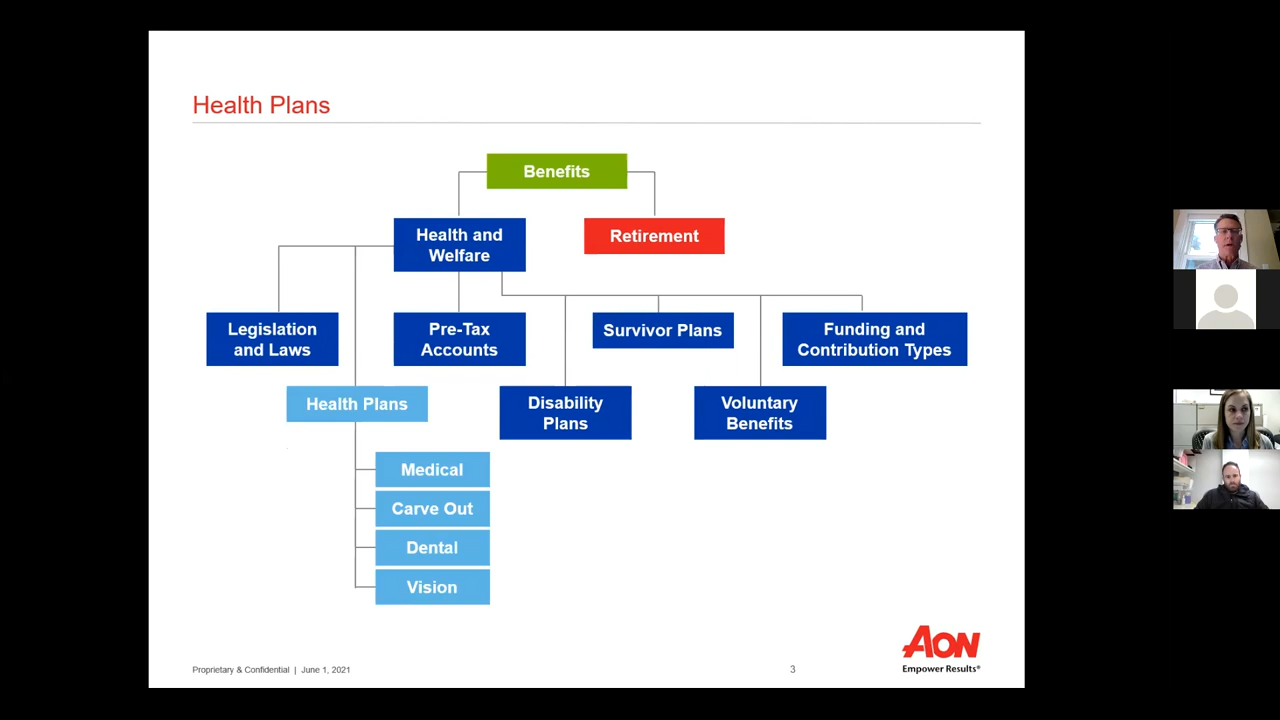 Health Plans
Benefits
Health and
Welfare
Retirement
Legislation
and Laws
Pre-Tax
Accounts
Survivor Plans
Funding and
Contribution Types
Health Plans
Disability
Plans
Voluntary
Benefits
Medical
Carve Out
Dental
Vision
AON
Empower Results®
Proprietary & Confidential | June 1, 2021
3